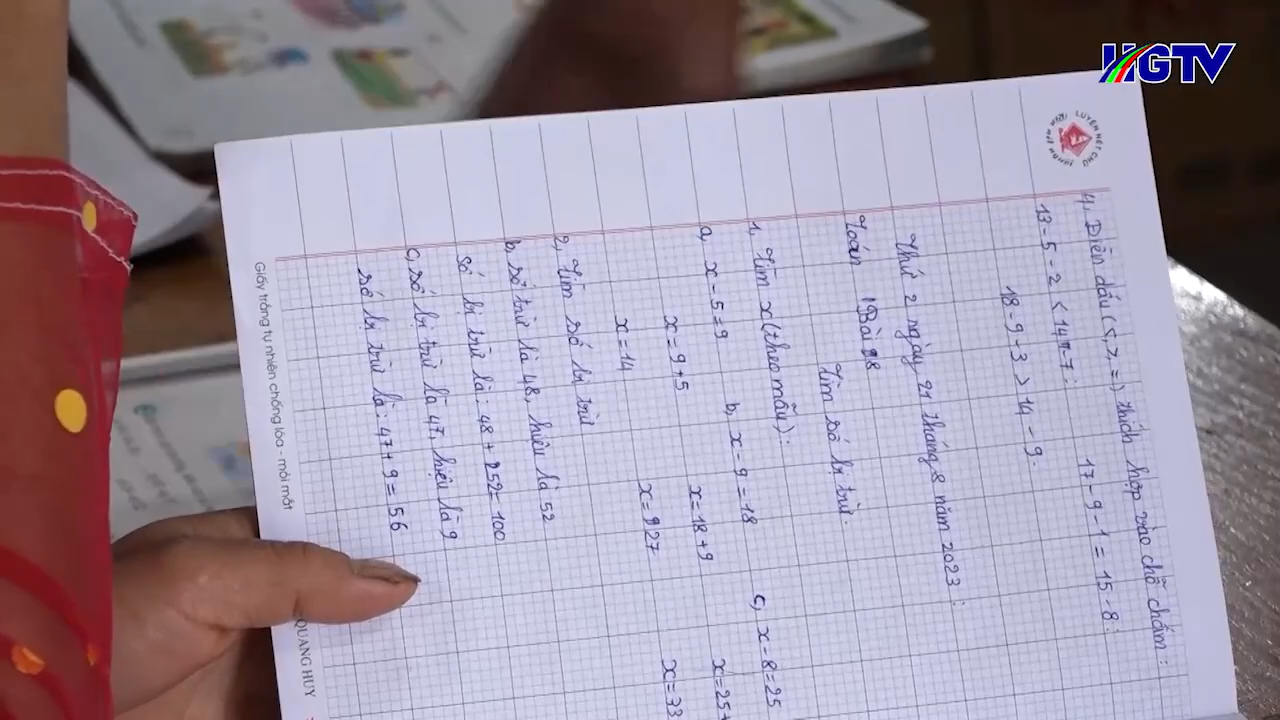 HGTV
LUYỆN NÉT CHỮ
4, Điền dấu (<, >, =) thích hợp vào chỗ chấm:
13 - 5 - 2 < 14 - 7: 17 - 9 - 1 = 15 - 8:
18 - 9 - 3 > 14 - 9.
Thứ 2 ngày 21 tháng 8 năm 2023:
Toán Bài 28
Tìm số bị trừ.
1, Tìm x (theo mẫu):
a, x - 5 = 9 b, x - 9 = 18 c, x - 8 = 25
x = 9 + 5 x = 18 + 9 x = 25 +
x = 14 x = 27 x = 33
2, Tìm số bị trừ
b, số trừ là 48, hiệu là 52
số bị trừ là: 48 + 52 = 100
c, số bị trừ là 47, hiệu là 9
số bị trừ là: 47 + 9 = 56
Giấy trắng tự nhiên chống lóa - mỏi mắt
QUANG HUY